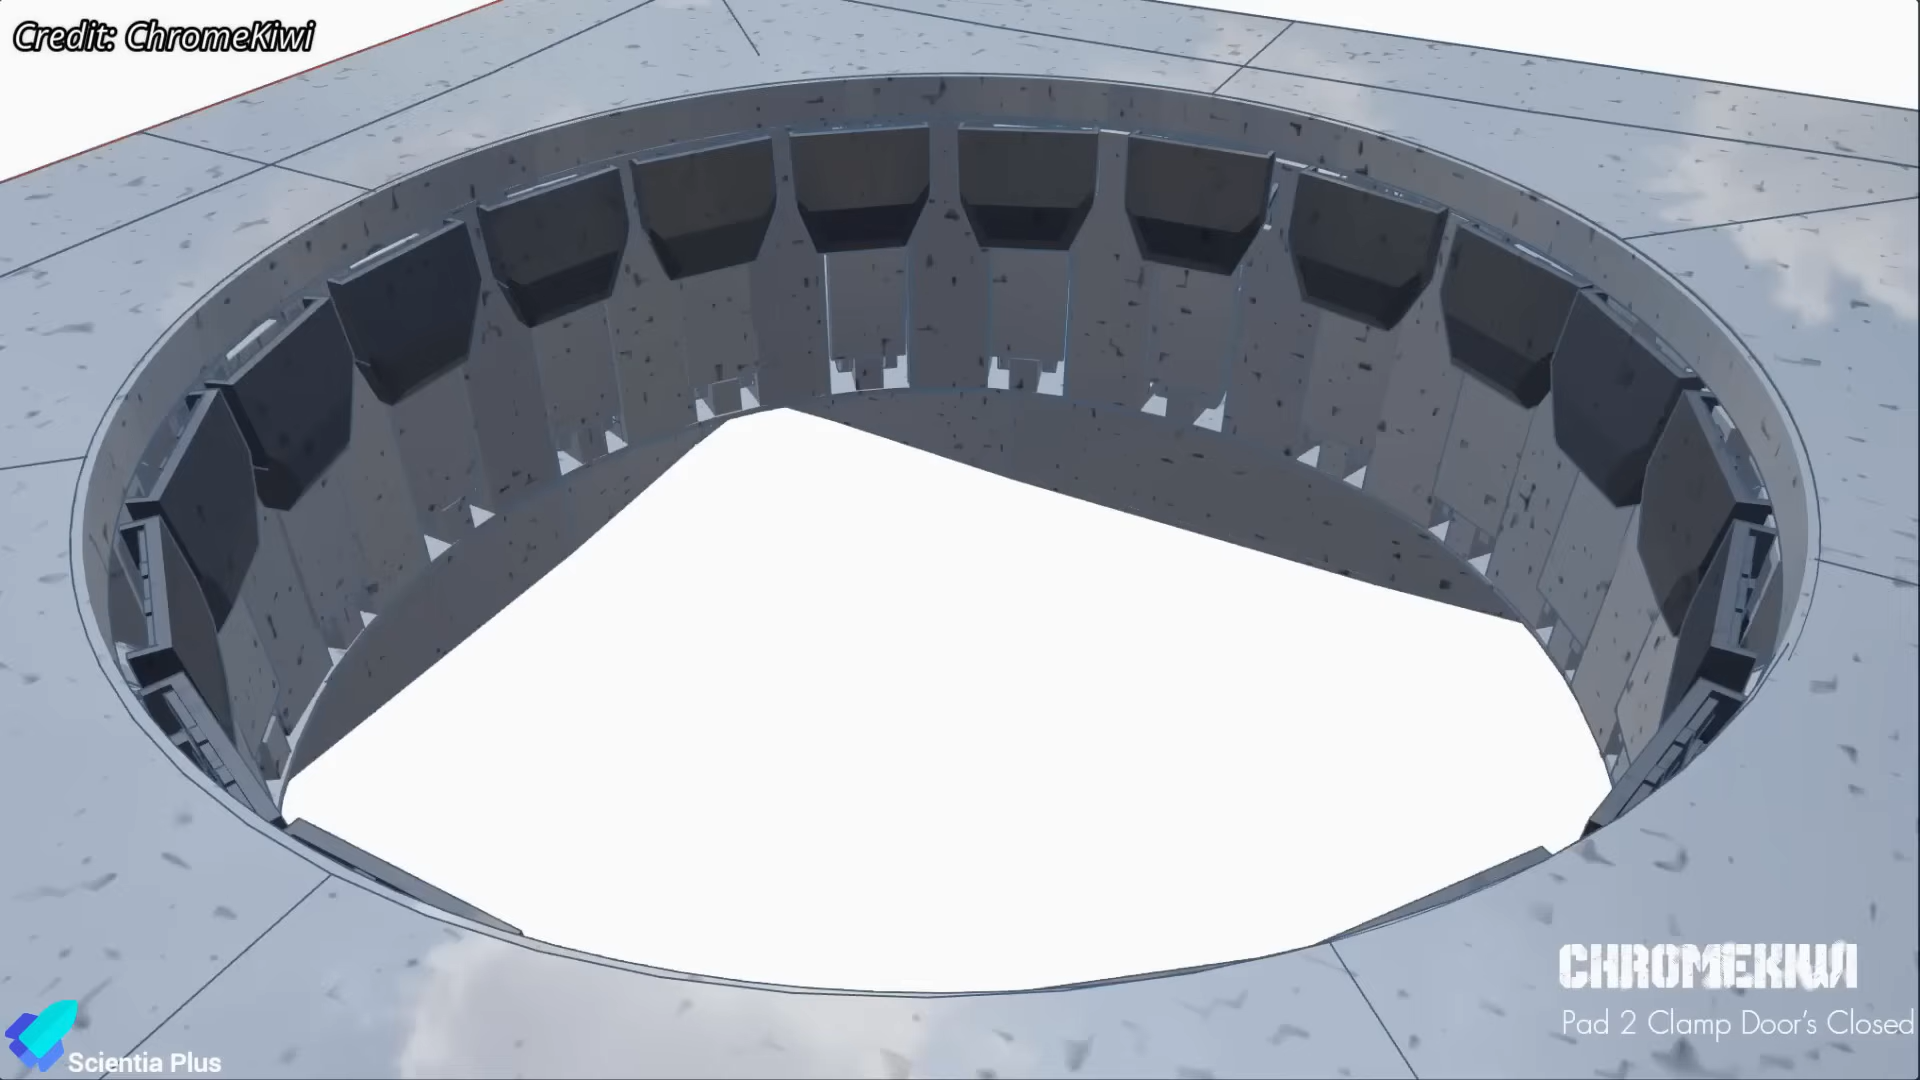 Credit: ChromeKiwi
CHROMEKIWI
Pad 2 Clamp Door's Closed
Scientia Plus